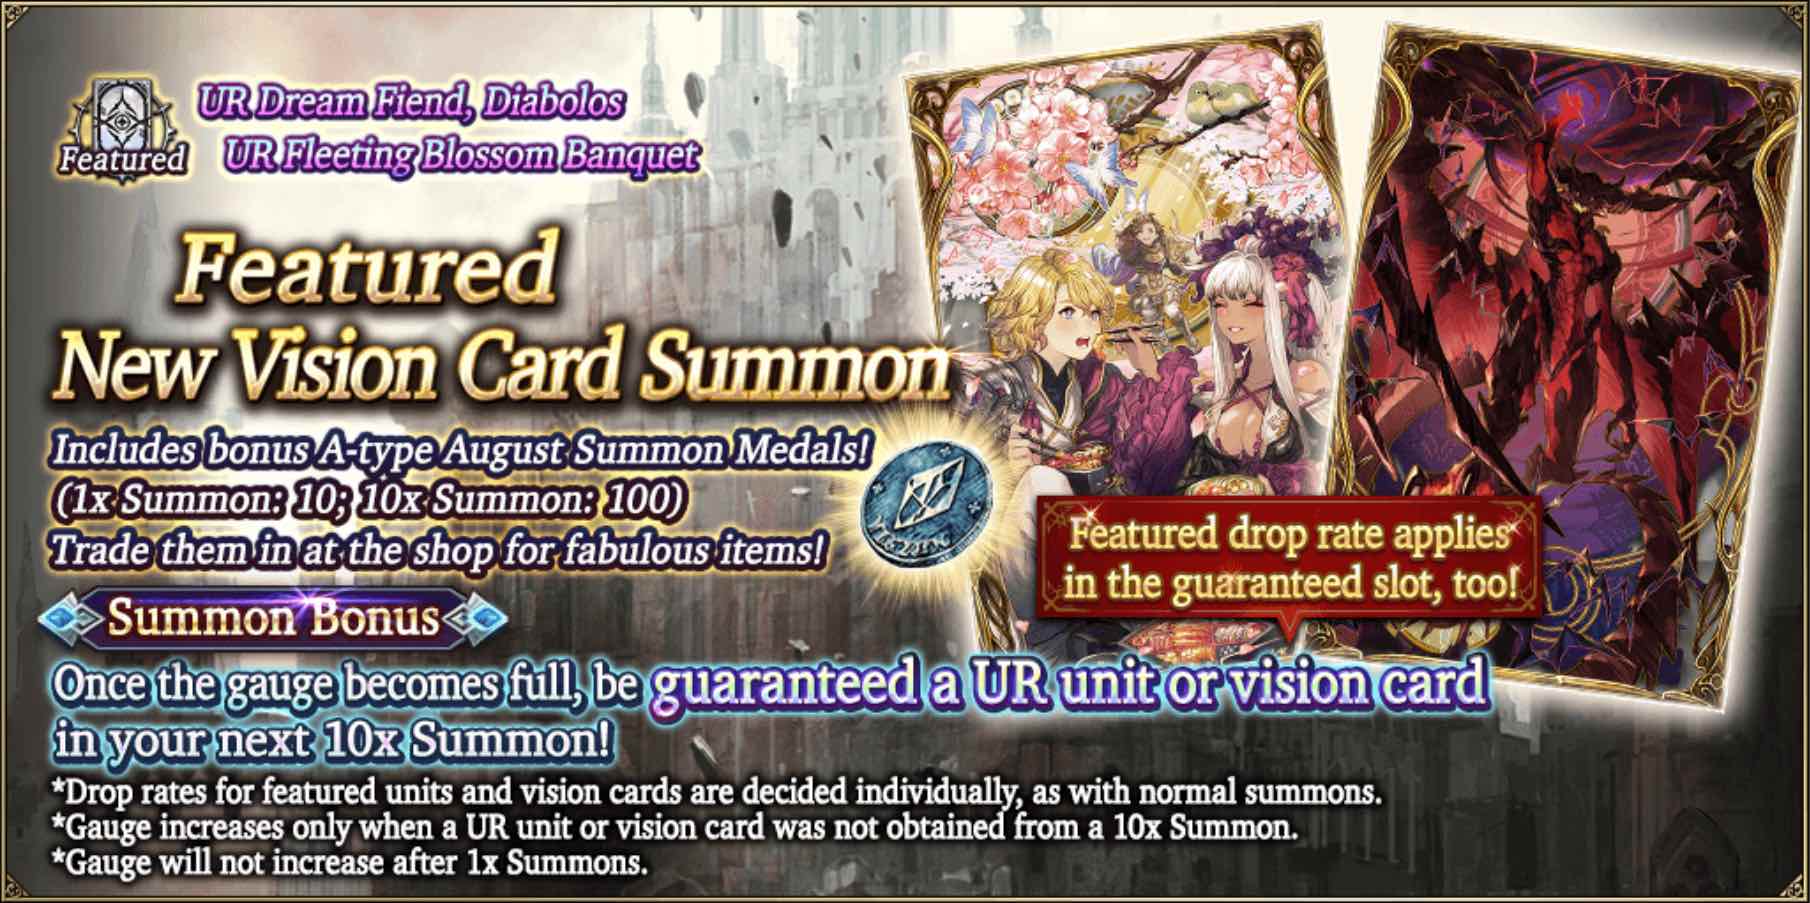 Featured
UR Dream Fiend, Diabolos
UR Fleeting Blossom Banquet
Featured
New Vision Card Summon
Includes bonus A-type August Summon Medals!
(1x Summon: 10; 10x Summon: 100)
Trade them in at the shop for fabulous items!
Featured drop rate applies
in the guaranteed slot, too!
Summon Bonus
Once the gauge becomes full, be guaranteed a UR unit or vision card
in your next 10x Summon!
*Drop rates for featured units and vision cards are decided individually, as with normal summons.
*Gauge increases only when a UR unit or vision card was not obtained from a 10x Summon.
*Gauge will not increase after 1x Summons.